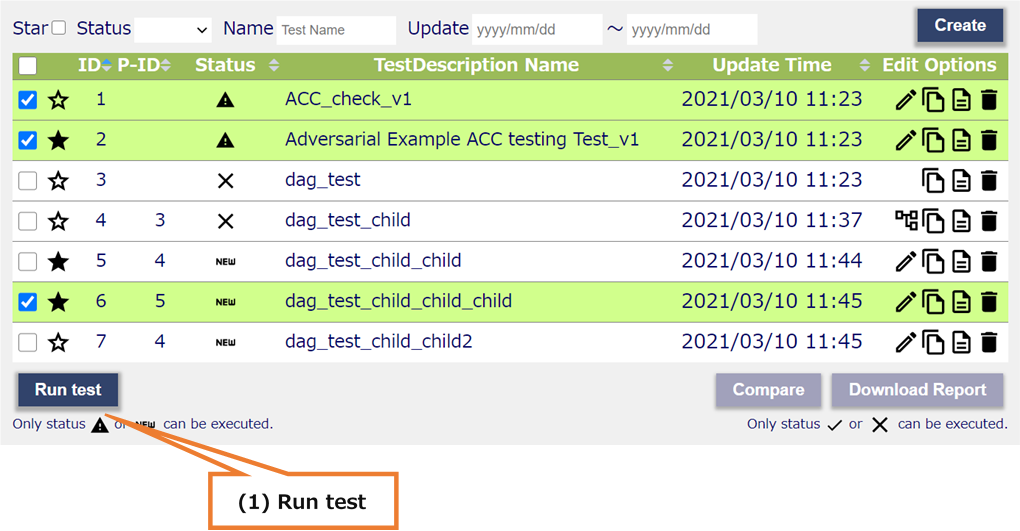 Star Status Name Test Name Update yyyy/mm/dd ～ yyyy/mm/dd Create
ID P-ID Status TestDescription Name Update Time Edit Options
1 ACC_check_v1 2021/03/10 11:23
2 Adversarial Example ACC testing Test_v1 2021/03/10 11:23
3 dag_test 2021/03/10 11:23
4 3 dag_test_child 2021/03/10 11:37
5 4 NEW dag_test_child_child 2021/03/10 11:44
6 5 NEW dag_test_child_child_child 2021/03/10 11:45
7 4 NEW dag_test_child_child2 2021/03/10 11:45
Run test Compare Download Report
Only status or NEW can be executed. Only status or can be executed.
(1) Run test